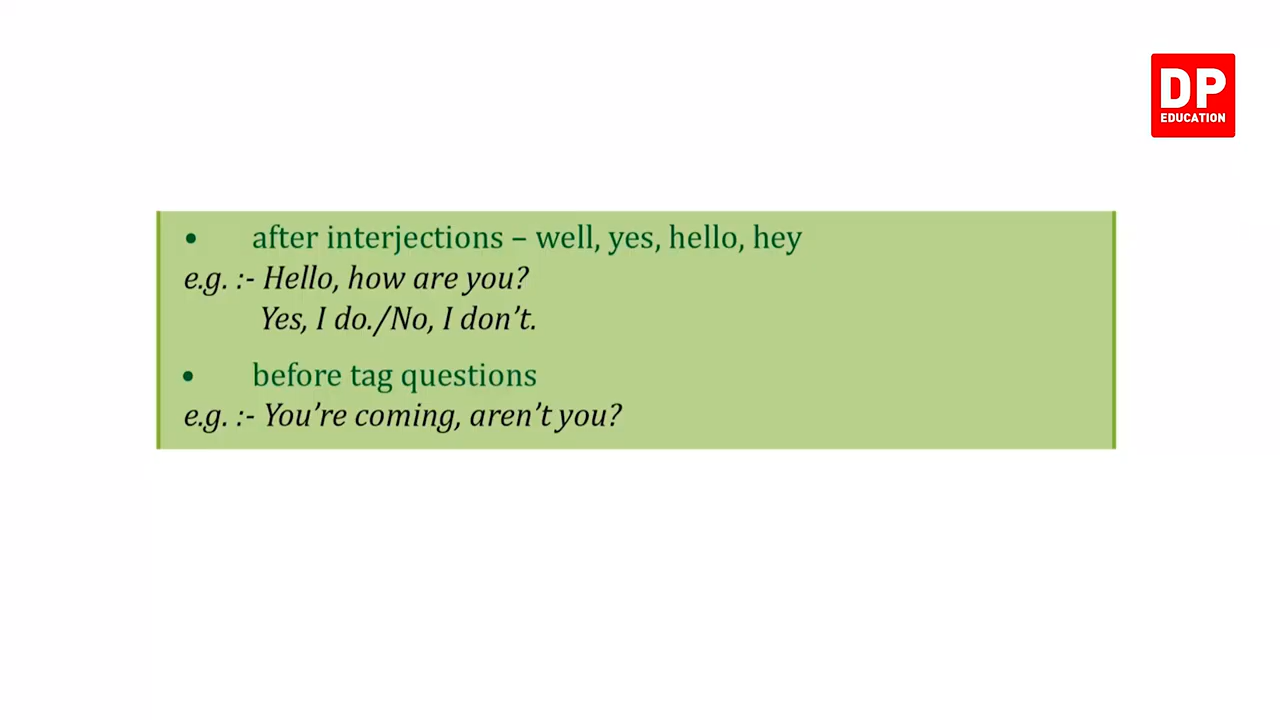 DP
EDUCATION
• after interjections – well, yes, hello, hey
e.g. :- Hello, how are you?
Yes, I do./No, I don’t.
• before tag questions
e.g. :- You’re coming, aren’t you?